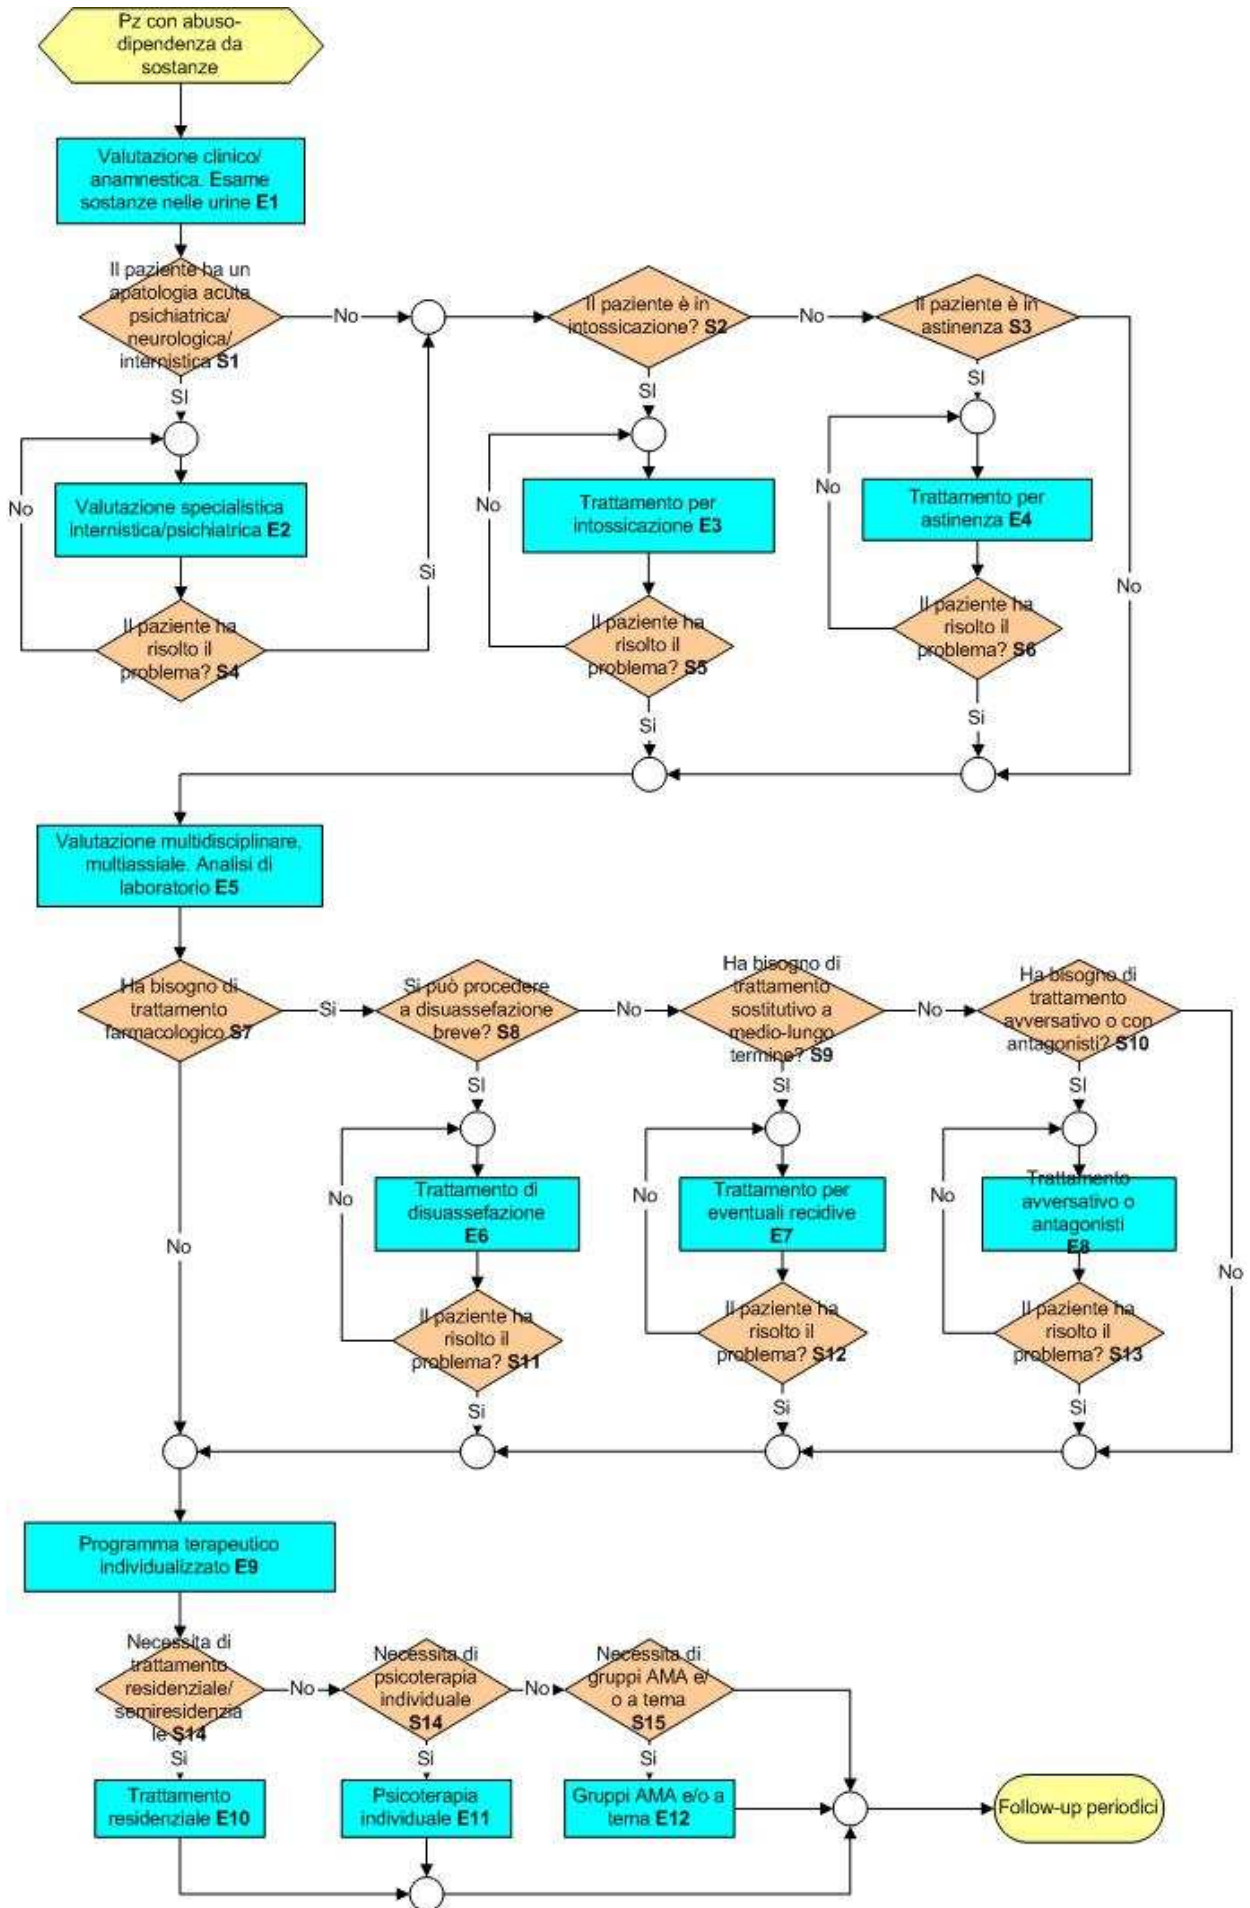 Pz con abuso-
dipendenza da
sostanze
Valutazione clinico/
anamnestica. Esame
sostanze nelle urine E1
Il paziente ha un
apatologia acuta
psichiatrica/
neurologica/
internistica S1
No
Il paziente è in
intossicazione? S2
No
Il paziente è in
astinenza? S3
SI
SI
SI
No
Valutazione specialistica
internistica/psichiatrica E2
No
Trattamento per
intossicazione E3
No
Trattamento per
astinenza E4
Si
No
Il paziente ha
risolto il
problema? S4
Il paziente ha
risolto il
problema? S5
Il paziente ha
risolto il
problema? S6
Si
Si
Valutazione multidisciplinare,
multiassiale. Analisi di
laboratorio E5
Ha bisogno di
trattamento
farmacologico S7
Si
Si può procedere
a disuassefazione
breve? S8
No
Ha bisogno di
trattamento
sostitutivo a
medio-lungo
termine? S9
No
Ha bisogno di
trattamento
avversativo o con
antagonisti? S10
SI
SI
SI
No
Trattamento di
disuassefazione
E6
No
Trattamento per
eventuali recidive
E7
No
Trattamento
avversativo o
antagonisti
E8
No
No
Il paziente ha
risolto il
problema? S11
Il paziente ha
risolto il
problema? S12
Il paziente ha
risolto il
problema? S13
Si
Si
Si
Programma terapeutico
individualizzato E9
Necessita di
trattamento
residenziale/
semiresidenzia
le S14
No
Necessita di
psicoterapia
individuale
S14
No
Necessita di
gruppi AMA e/
o a tema
S15
Si
Si
Si
Trattamento
residenziale E10
Psicoterapia
individuale E11
Gruppi AMA e/o a
tema E12
Follow-up periodici